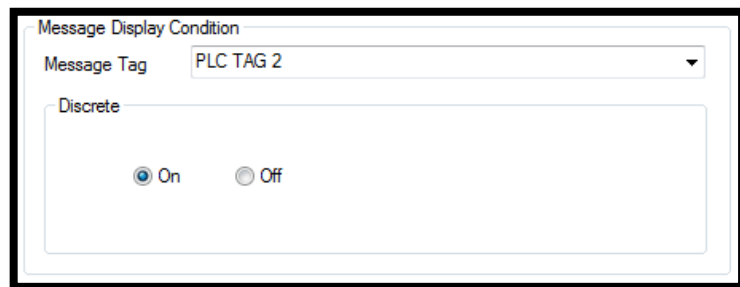 Message Display Condition
Message Tag PLC TAG 2
Discrete
On Off